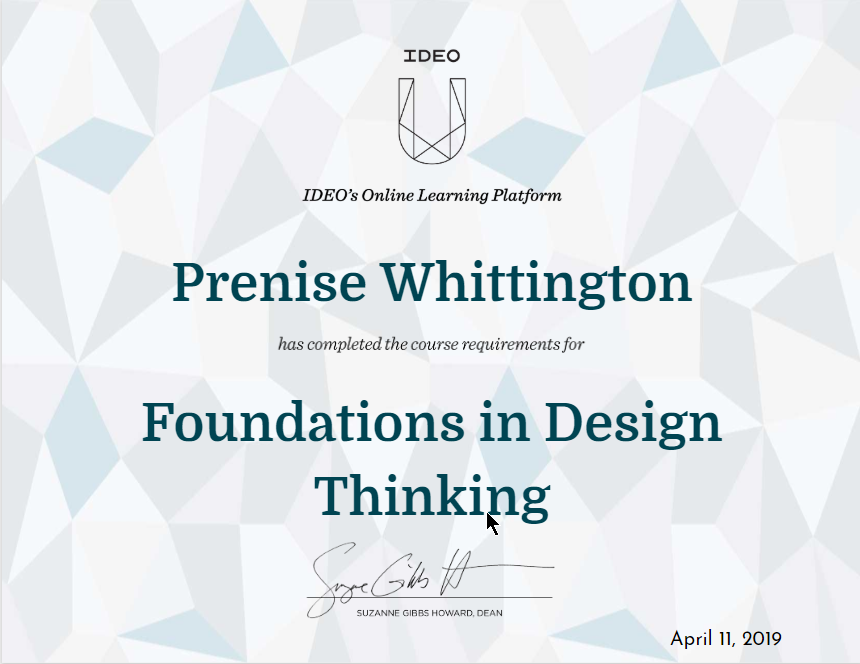 IDEO
IDEO's Online Learning Platform
Prenise Whittington
has completed the course requirements for
Foundations in Design
Thinking
Suzanne Gibbs H
SUZANNE GIBBS HOWARD, DEAN
April 11, 2019